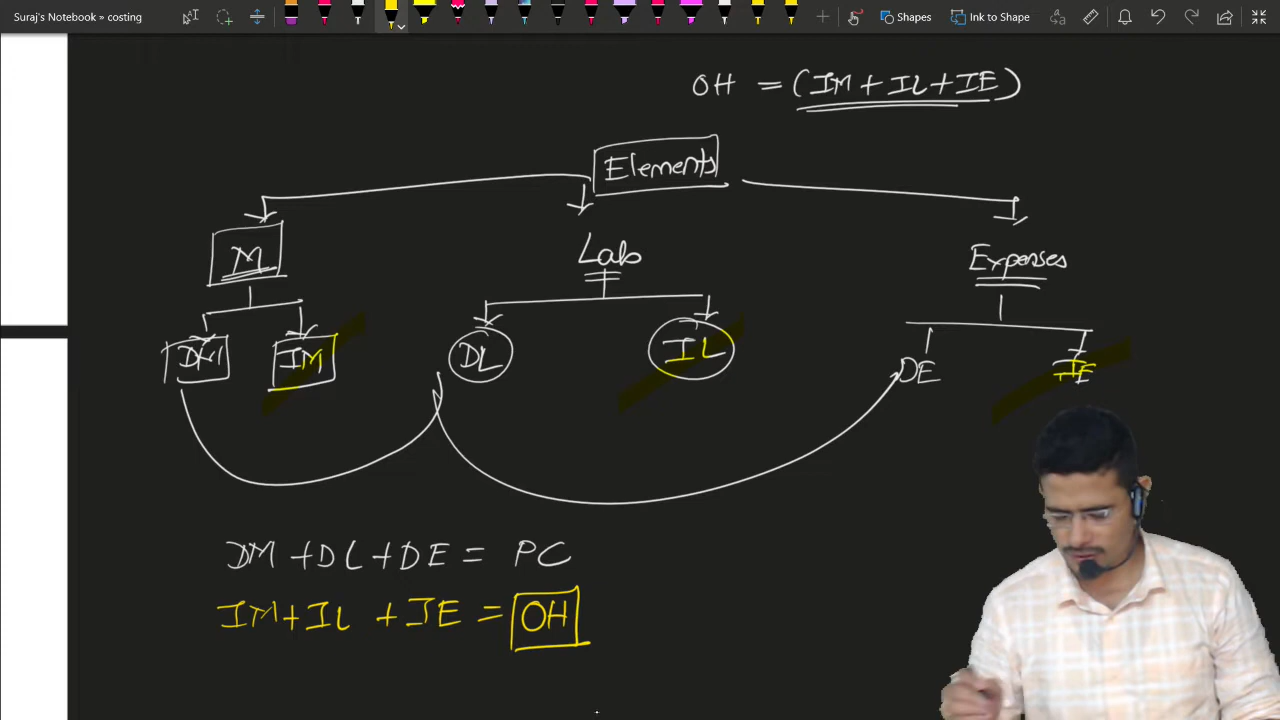 Suraj's Notebook » costing
Shapes
Ink to Shape
OH = (IM + IL + IE)
Elements
M
Lab
Expenses
DM
IM
DL
IL
DE
IE
DM + DL + DE = PC
IM + IL + IE = OH